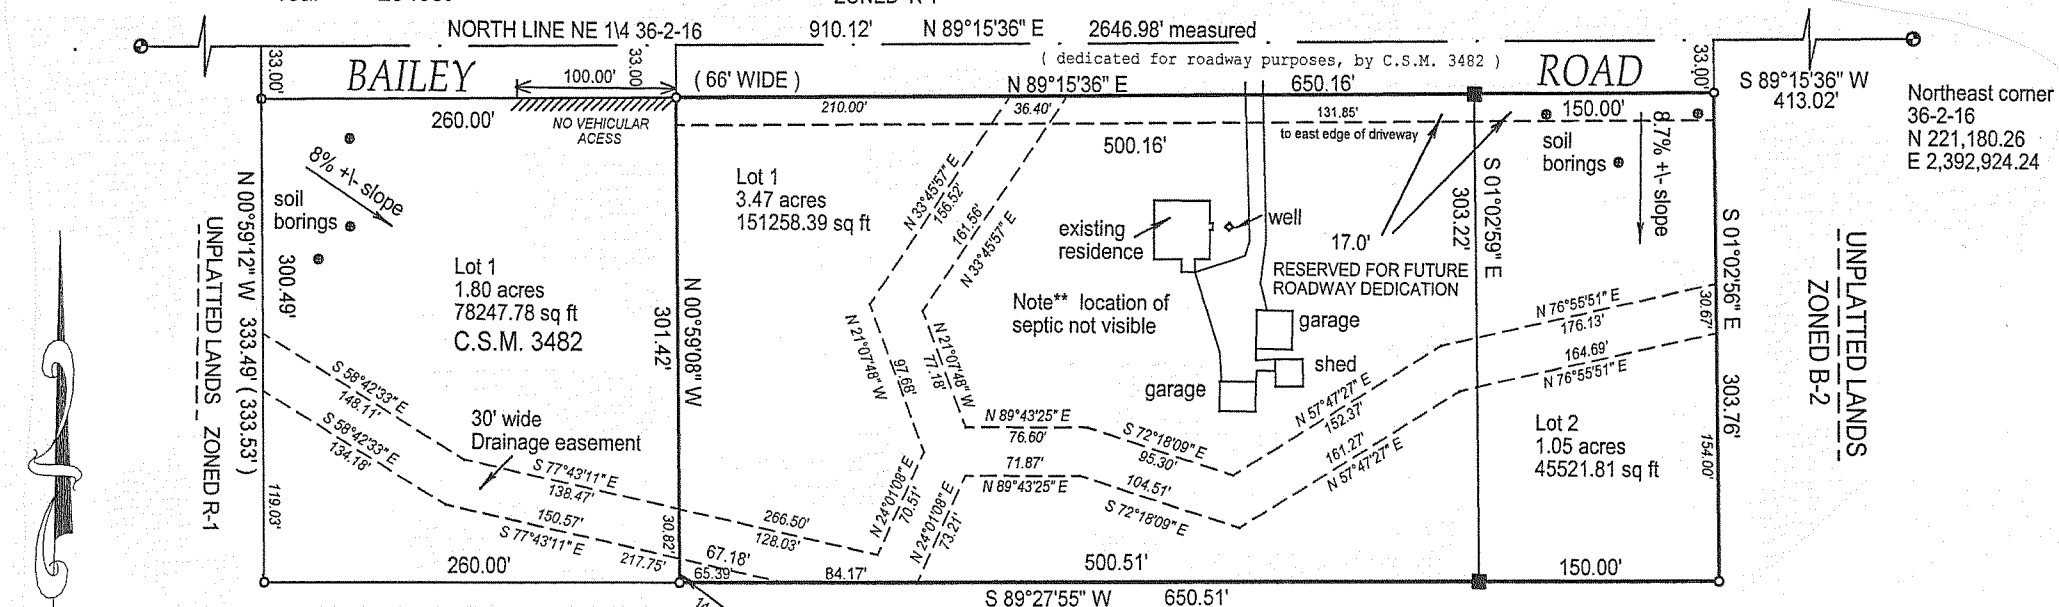 NORTH LINE NE 1\4 36-2-16
910.12'
N 89°15'36" E
2646.98' measured
33.00'
BAILEY
100.00'
33.00'
( 66' WIDE )
( dedicated for roadway purposes, by C.S.M. 3482 )
N 89°15'36" E
650.16'
ROAD
33.00'
S 89°15'36" W
413.02'
Northeast corner
36-2-16
N 221,180.26
E 2,392,924.24
260.00'
NO VEHICULAR
ACESS
210.00'
36.40'
131.85'
to east edge of driveway
150.00'
500.16'
8% +\- slope
soil
borings
Lot 1
3.47 acres
151258.39 sq ft
N 33°45'57" E
156.52'
161.56'
N 33°45'57" E
existing
residence
well
17.0'
RESERVED FOR FUTURE
ROADWAY DEDICATION
S 01°02'59" E
303.22'
soil
borings
8.7% +\- slope
UNPLATTED LANDS ZONED R-1
N 00°59'12" W 333.49' ( 333.53' )
300.49'
119.03'
Lot 1
1.80 acres
78247.78 sq ft
C.S.M. 3482
301.42'
N 00°59'08" W
N 21°07'48" W
97.68'
N 21°07'48" W
77.18'
Note** location of
septic not visible
garage
shed
garage
N 76°55'51" E
176.13'
164.69'
N 76°55'51" E
30.67'
S 01°02'56" E
303.76'
154.00'
UNPLATTED LANDS
ZONED B-2
S 58°42'33" E
148.11'
S 58°42'33" E
134.18'
30' wide
Drainage easement
S 77°43'11" E
138.47'
150.57'
S 77°43'11" E
217.75'
30.82'
266.50'
128.03'
67.18'
65.39'
84.17'
N 24°01'08" E
70.51'
N 24°01'08" E
73.21'
N 89°43'25" E
76.60'
71.87'
N 89°43'25" E
S 72°18'09" E
95.30'
104.51'
S 72°18'09" E
N 57°47'27" E
152.37'
161.27'
N 57°47'27" E
Lot 2
1.05 acres
45521.81 sq ft
260.00'
500.51'
150.00'
S 89°27'55" W
650.51'